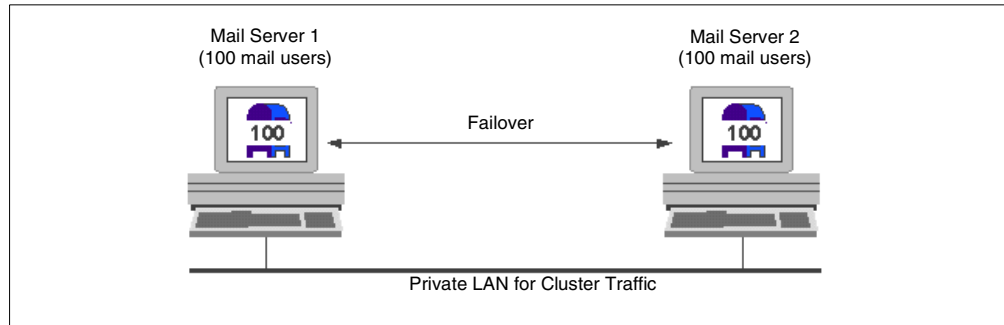 Mail Server 1
(100 mail users)
Mail Server 2
(100 mail users)
100
Failover
100
Private LAN for Cluster Traffic